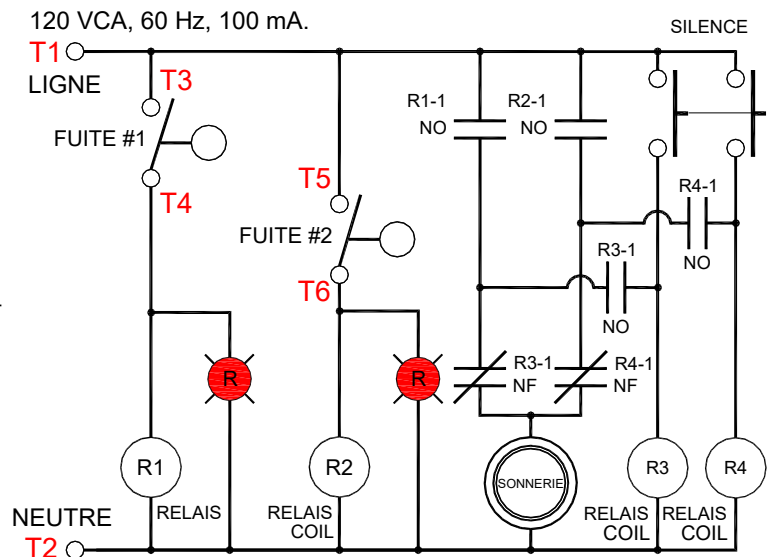 120 VCA, 60 Hz, 100 mA.
SILENCE
T1
LIGNE
T3
R1-1
NO
R2-1
NO
FUITE #1
T4
T5
R4-1
NO
FUITE #2
R3-1
NO
T6
R
R
R3-1
NF
R4-1
NF
R1
RELAIS
R2
RELAIS
COIL
SONNERIE
R3
RELAIS
COIL
R4
RELAIS
COIL
NEUTRE
T2